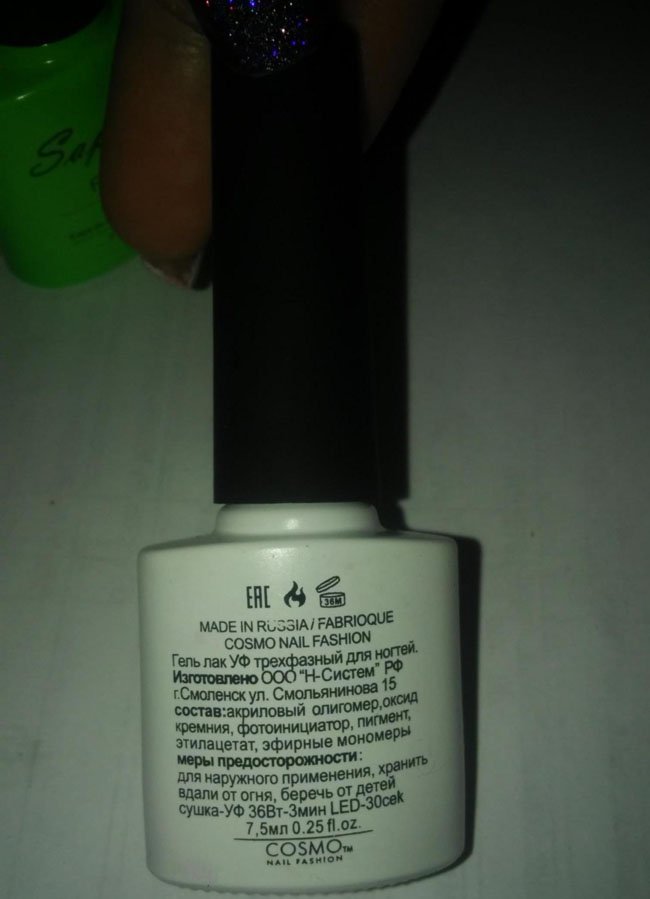 EAC
36M
MADE IN RUSSIA / FABRIOQUE
COSMO NAIL FASHION
Гель лак УФ трехфазный для ногтей.
Изготовлено ООО "Н-Систем" РФ
г.Смоленск ул. Смольянинова 15
состав:акриловый олигомер,оксид
кремния, фотоинициатор, пигмент,
этилацетат, эфирные мономеры
меры предосторожности:
для наружного применения, хранить
вдали от огня, беречь от детей
сушка-УФ 36Вт-3мин LED-30сек
7,5мл 0.25 fl.oz.
COSMO™
NAIL FASHION